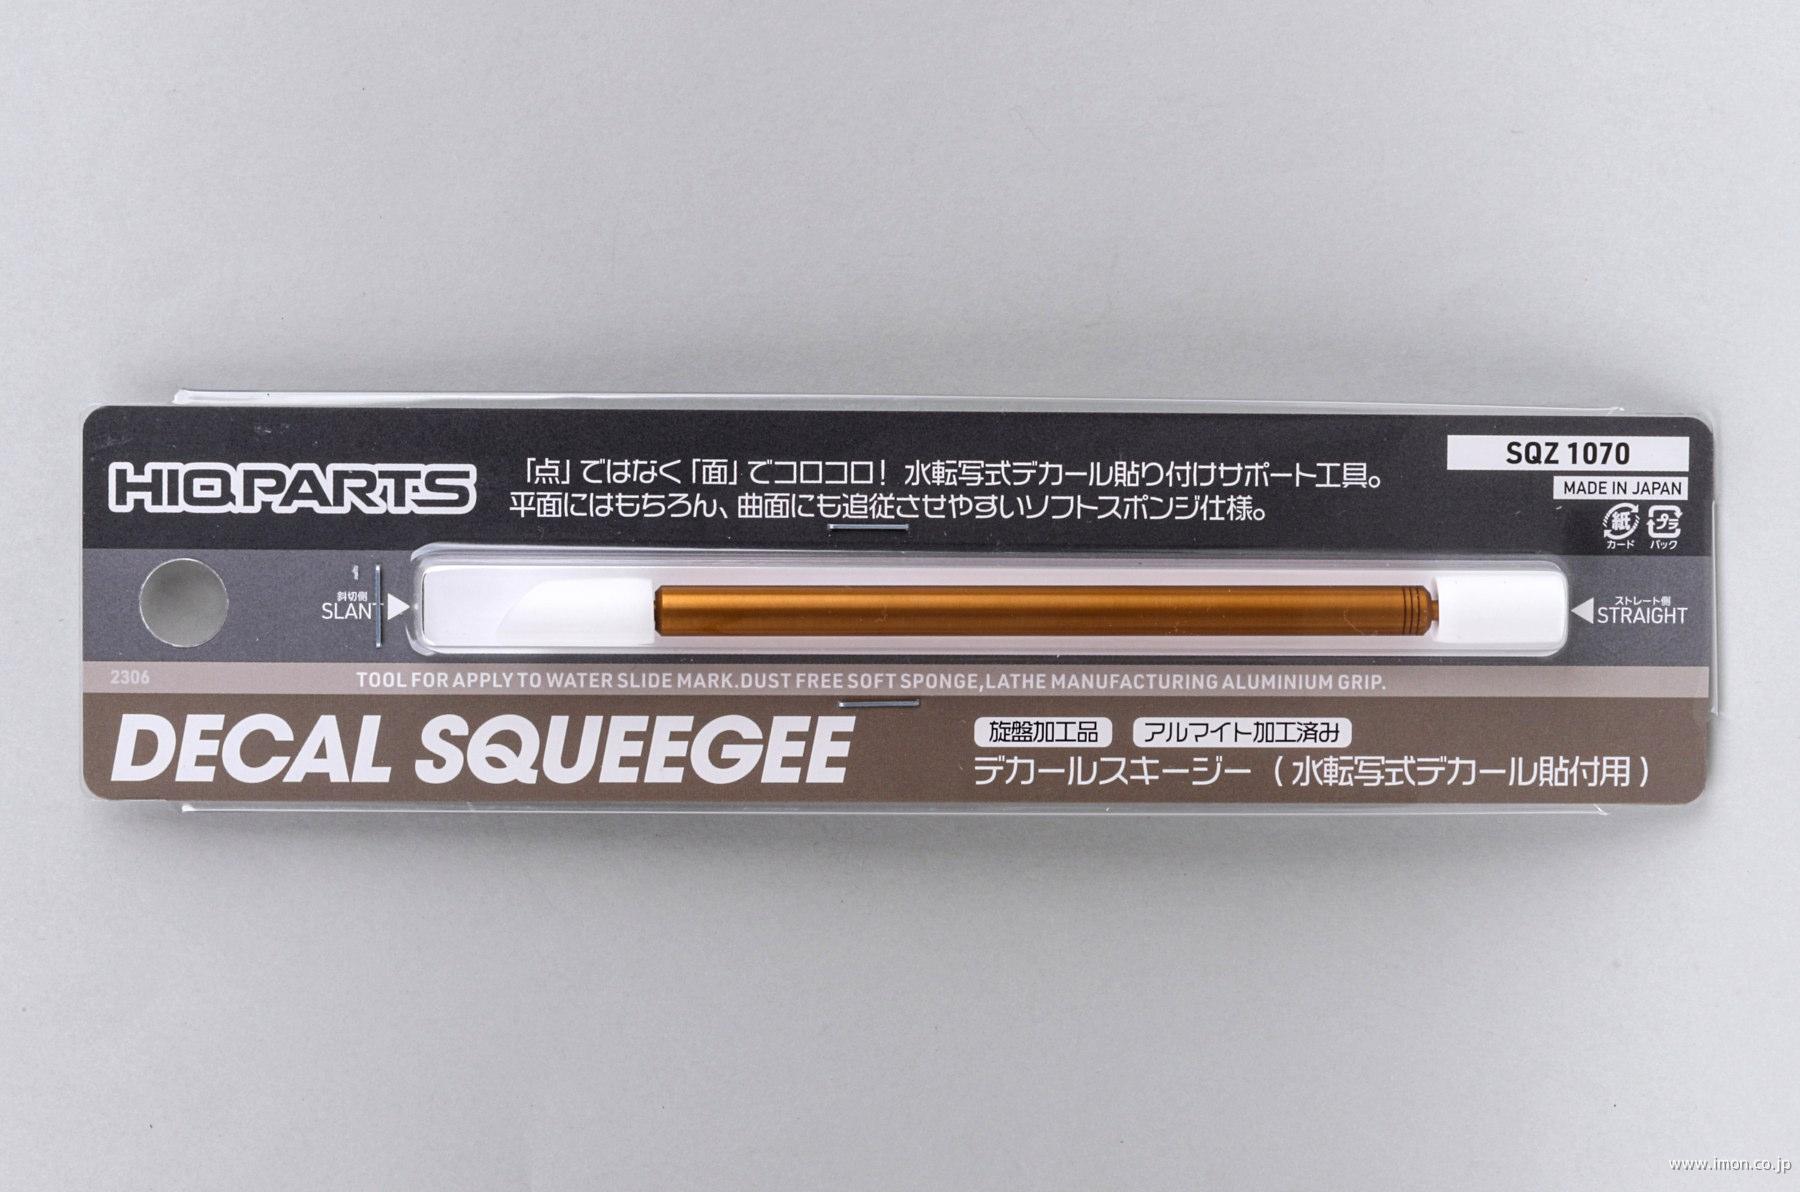 HIQPARTS
「点」ではなく「面」でコロコロ！ 水転写式デカール貼り付けサポート工具。
平面にはもちろん、曲面にも追従させやすいソフトスポンジ仕様。
SQZ 1070
MADE IN JAPAN
紙 プラ
カード パック
斜切側
SLANT
ストレート側
STRAIGHT
2306
TOOL FOR APPLY TO WATER SLIDE MARK.DUST FREE SOFT SPONGE,LATHE MANUFACTURING ALUMINIUM GRIP.
DECAL SQUEEGEE
旋盤加工品 アルマイト加工済み
デカールスキージー（水転写式デカール貼付用）
www.imon.co.jp